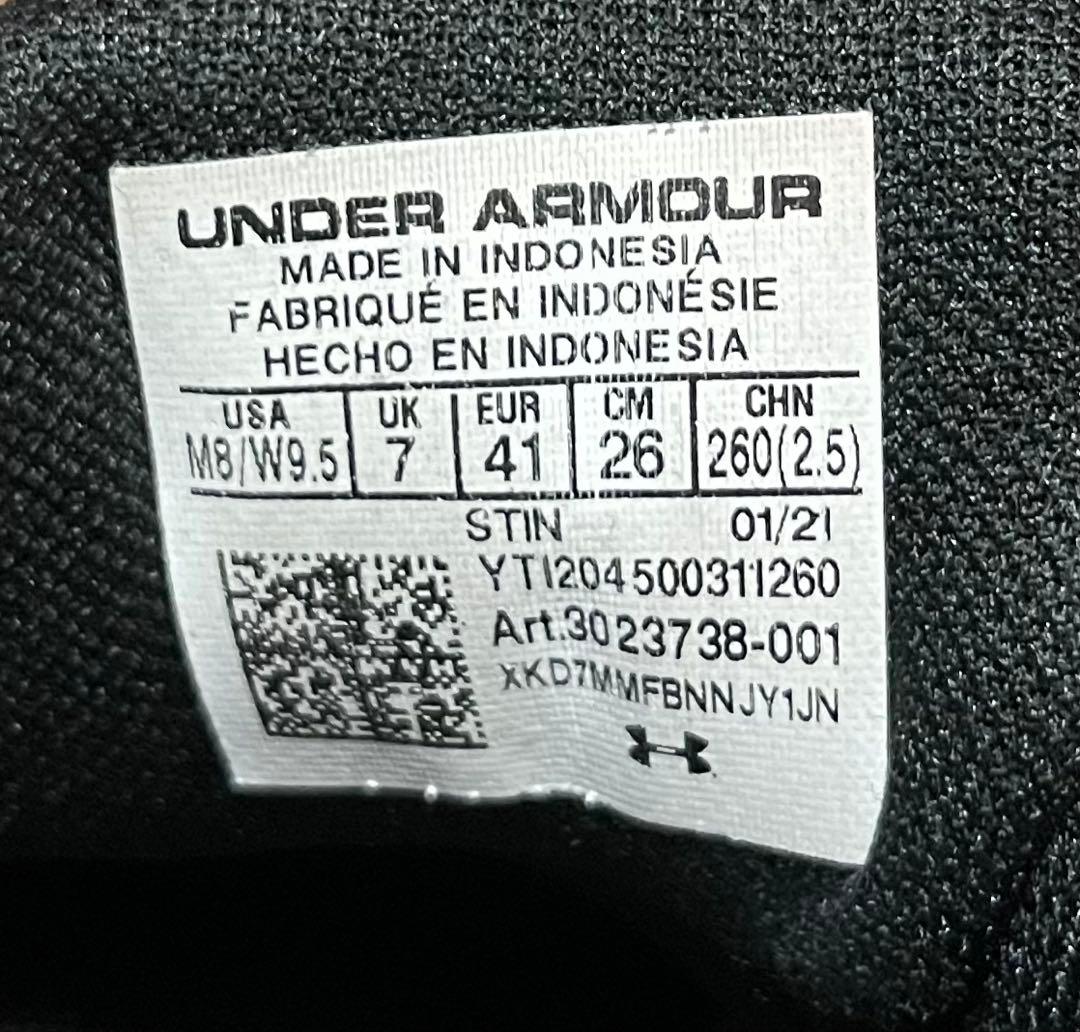 UNDER ARMOUR
MADE IN INDONESIA
FABRIQUÉ EN INDONÉSIE
HECHO EN INDONESIA
USA UK EUR CM CHN
M8/W9.5 7 41 26 260(2.5)
STIN 01/21
YTI204500311260
Art.3023738-001
XKD7MMFBNNJY1JN